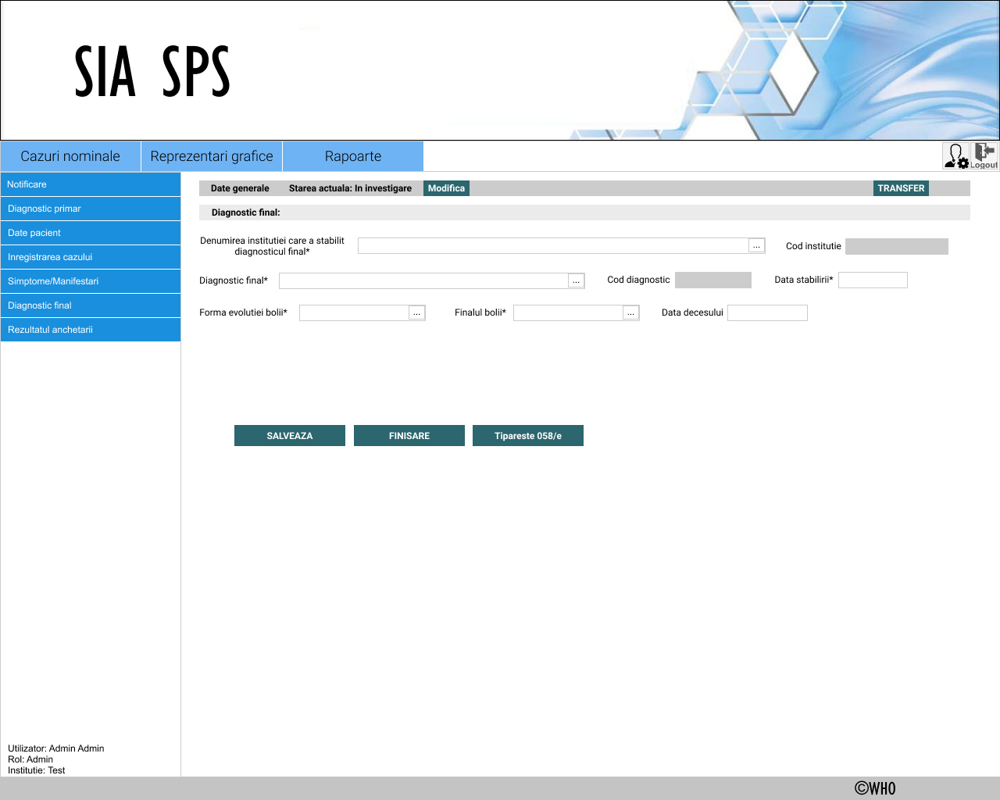 SIA SPS
Cazuri nominale
Reprezentari grafice
Rapoarte
Logout
Notificare
Diagnostic primar
Date pacient
Inregistrarea cazului
Simptome/Manifestari
Diagnostic final
Rezultatul anchetarii
Date generale
Starea actuala: In investigare
Modifica
TRANSFER
Diagnostic final:
Denumirea institutiei care a stabilit
diagnosticul final*
...
Cod institutie
Diagnostic final*
...
Cod diagnostic
Data stabilirii*
Forma evolutiei bolii*
...
Finalul bolii*
...
Data decesului
SALVEAZA
FINISARE
Tipareste 058/e
Utilizator: Admin Admin
Rol: Admin
Institutie: Test
©WHO